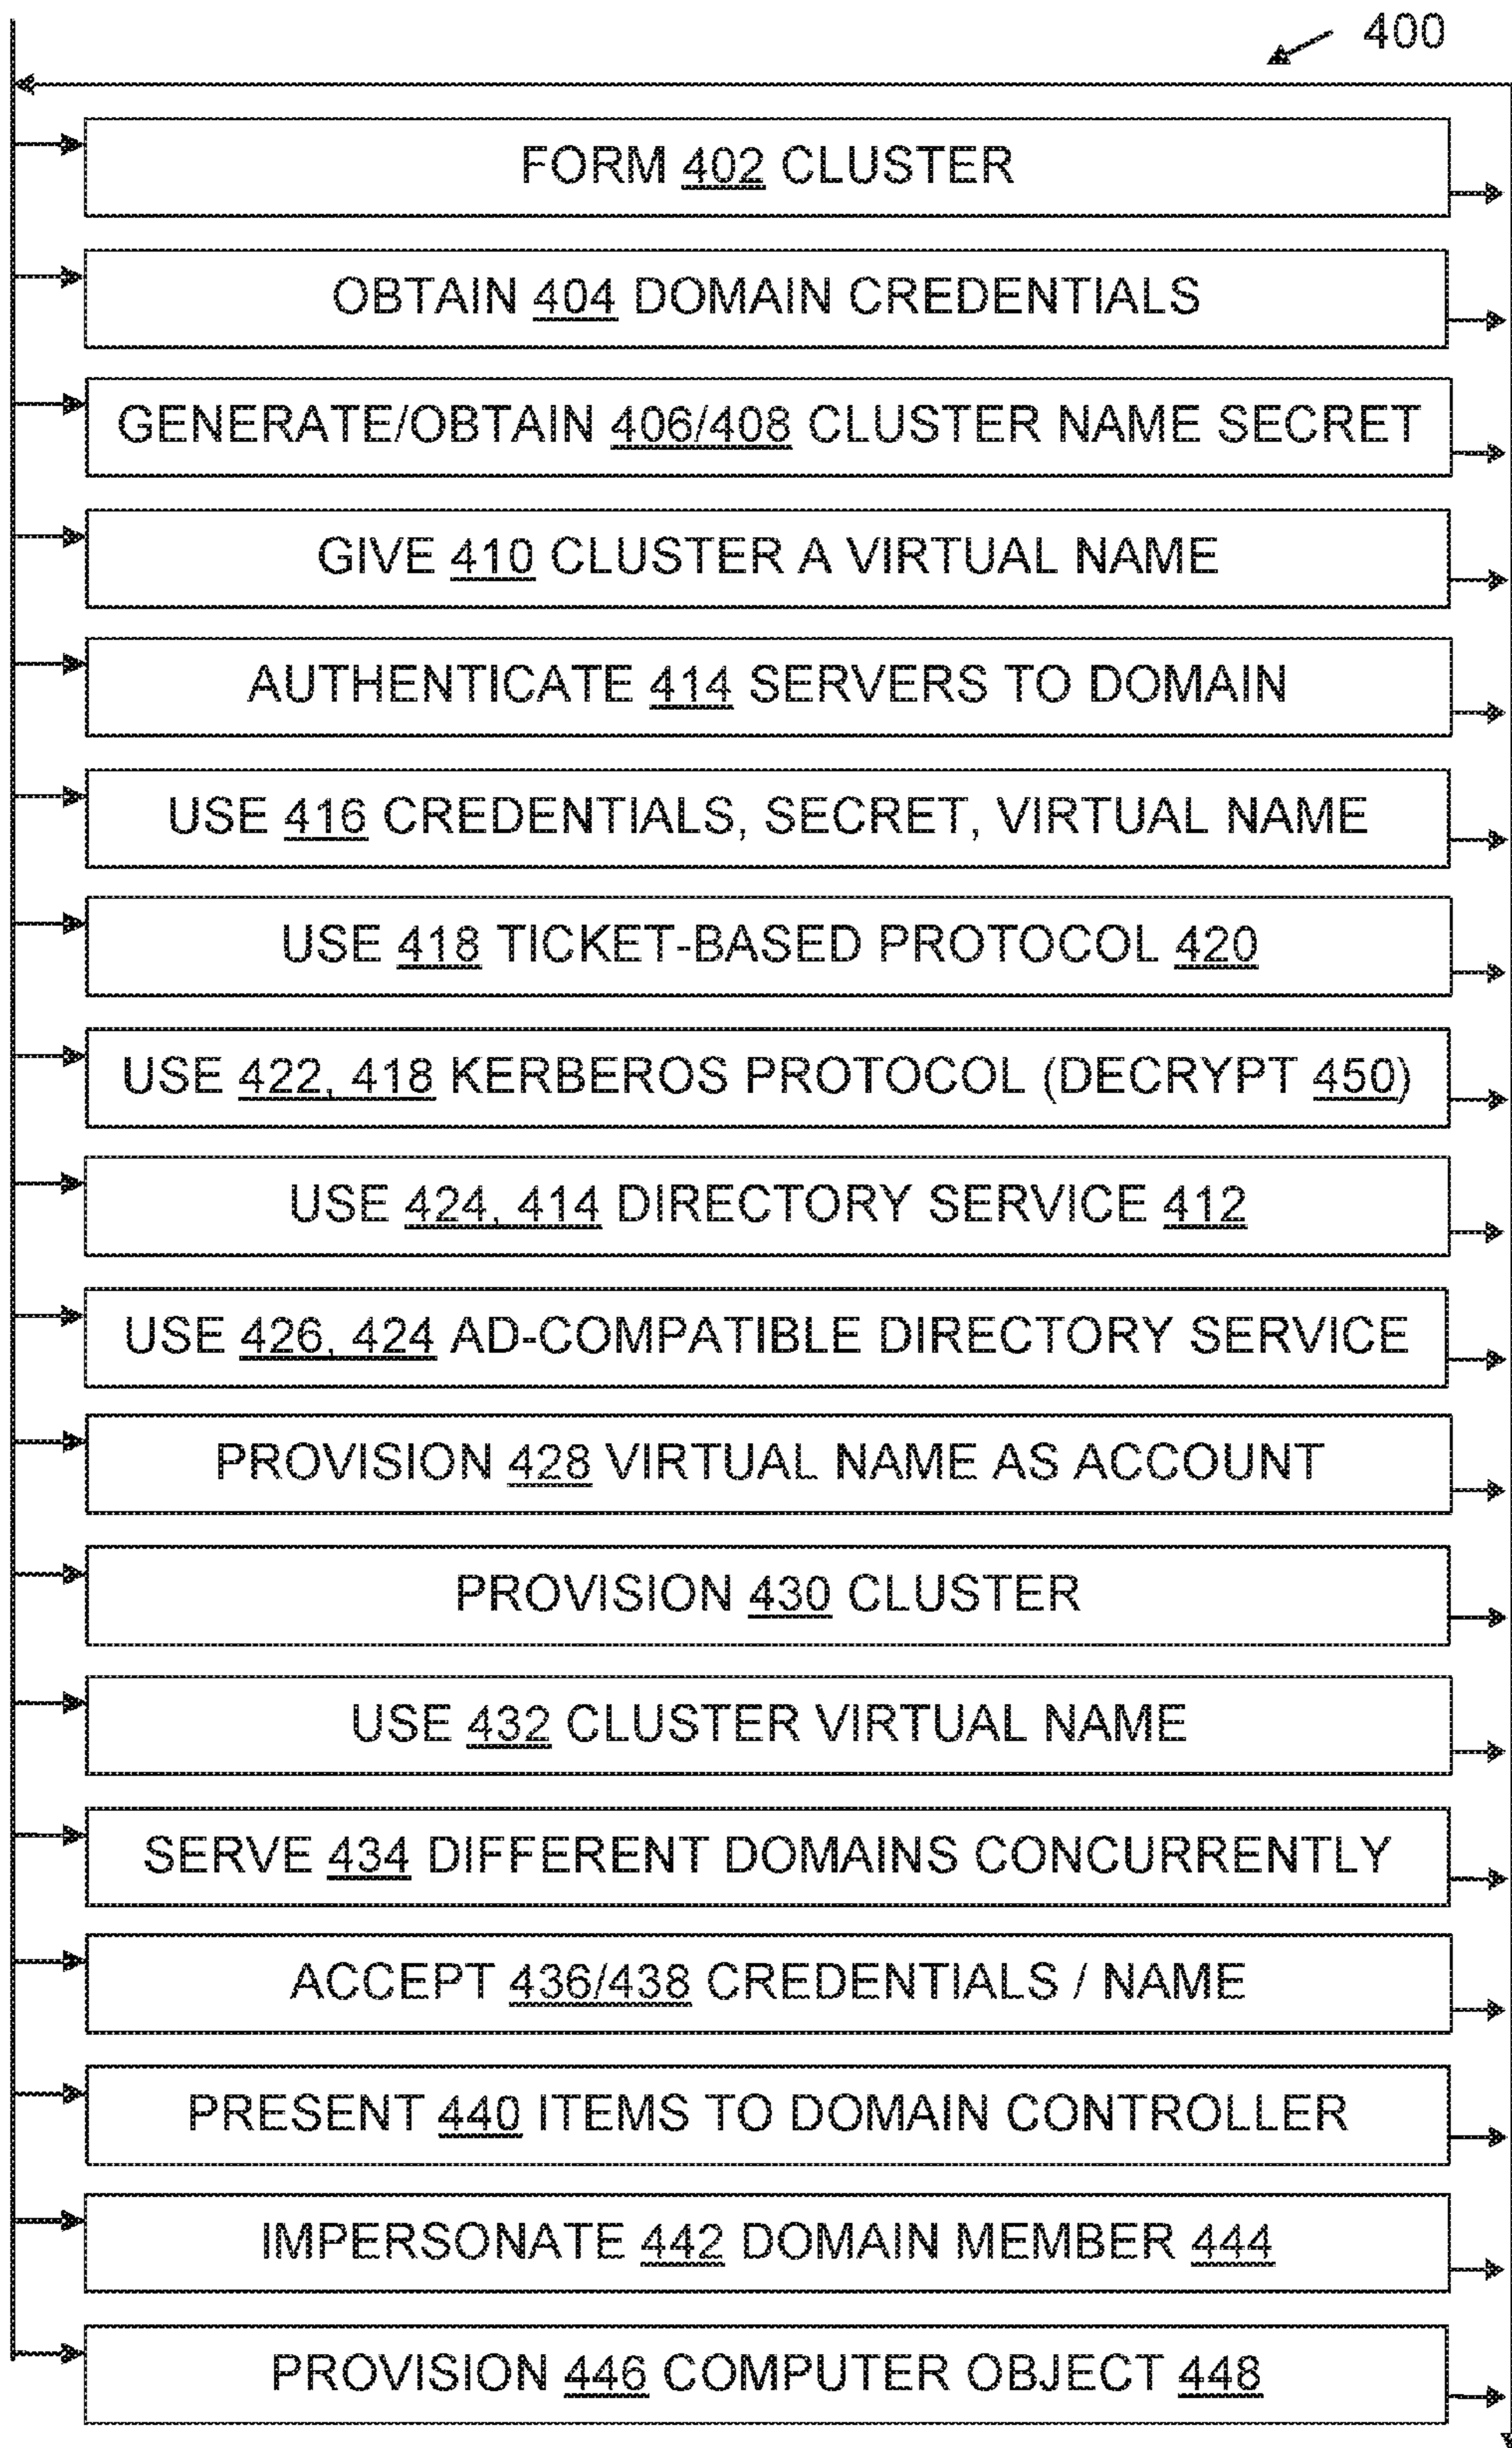 400
FORM 402 CLUSTER
OBTAIN 404 DOMAIN CREDENTIALS
GENERATE/OBTAIN 406/408 CLUSTER NAME SECRET
GIVE 410 CLUSTER A VIRTUAL NAME
AUTHENTICATE 414 SERVERS TO DOMAIN
USE 416 CREDENTIALS, SECRET, VIRTUAL NAME
USE 418 TICKET-BASED PROTOCOL 420
USE 422, 418 KERBEROS PROTOCOL (DECRYPT 450)
USE 424, 414 DIRECTORY SERVICE 412
USE 426, 424 AD-COMPATIBLE DIRECTORY SERVICE
PROVISION 428 VIRTUAL NAME AS ACCOUNT
PROVISION 430 CLUSTER
USE 432 CLUSTER VIRTUAL NAME
SERVE 434 DIFFERENT DOMAINS CONCURRENTLY
ACCEPT 436/438 CREDENTIALS / NAME
PRESENT 440 ITEMS TO DOMAIN CONTROLLER
IMPERSONATE 442 DOMAIN MEMBER 444
PROVISION 446 COMPUTER OBJECT 448